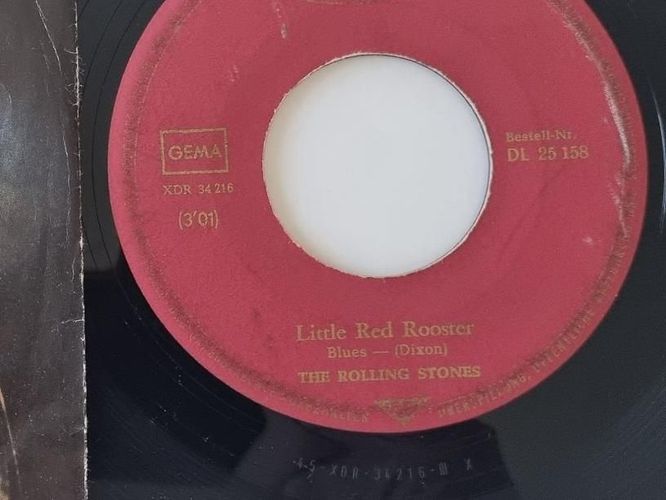 GEMA
XDR 34 216
(3'01)
Bestell-Nr.
DL 25 158
Little Red Rooster
Blues — (Dixon)
THE ROLLING STONES
45-XDR-34216-III X